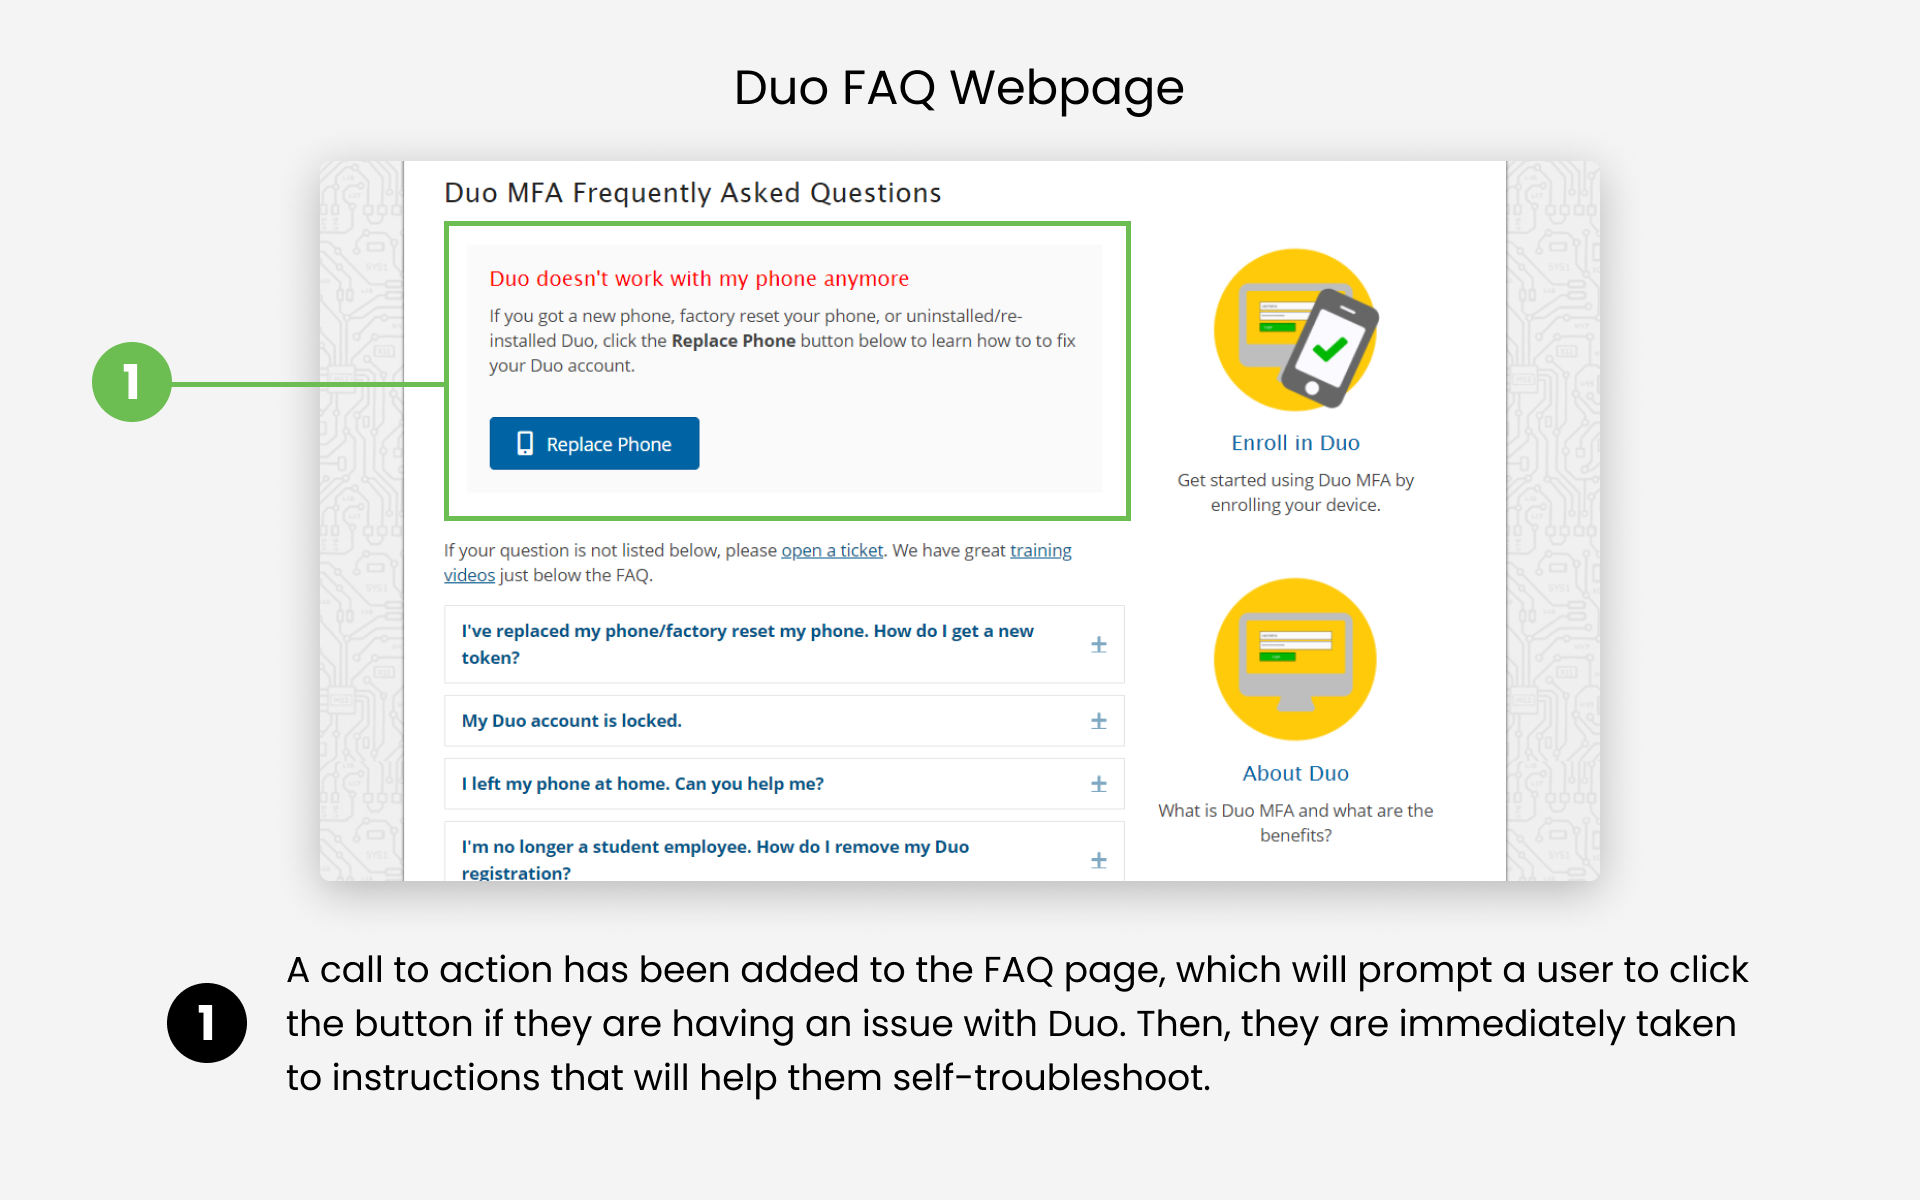 Duo FAQ Webpage
Duo MFA Frequently Asked Questions
Duo doesn't work with my phone anymore
If you got a new phone, factory reset your phone, or uninstalled/re-
installed Duo, click the Replace Phone button below to learn how to to fix
your Duo account.
1
Replace Phone
Enroll in Duo
Get started using Duo MFA by
enrolling your device.
If your question is not listed below, please open a ticket. We have great training
videos just below the FAQ.
I've replaced my phone/factory reset my phone. How do I get a new
token?
My Duo account is locked.
I left my phone at home. Can you help me?
I'm no longer a student employee. How do I remove my Duo
registration?
About Duo
What is Duo MFA and what are the
benefits?
1
A call to action has been added to the FAQ page, which will prompt a user to click
the button if they are having an issue with Duo. Then, they are immediately taken
to instructions that will help them self-troubleshoot.